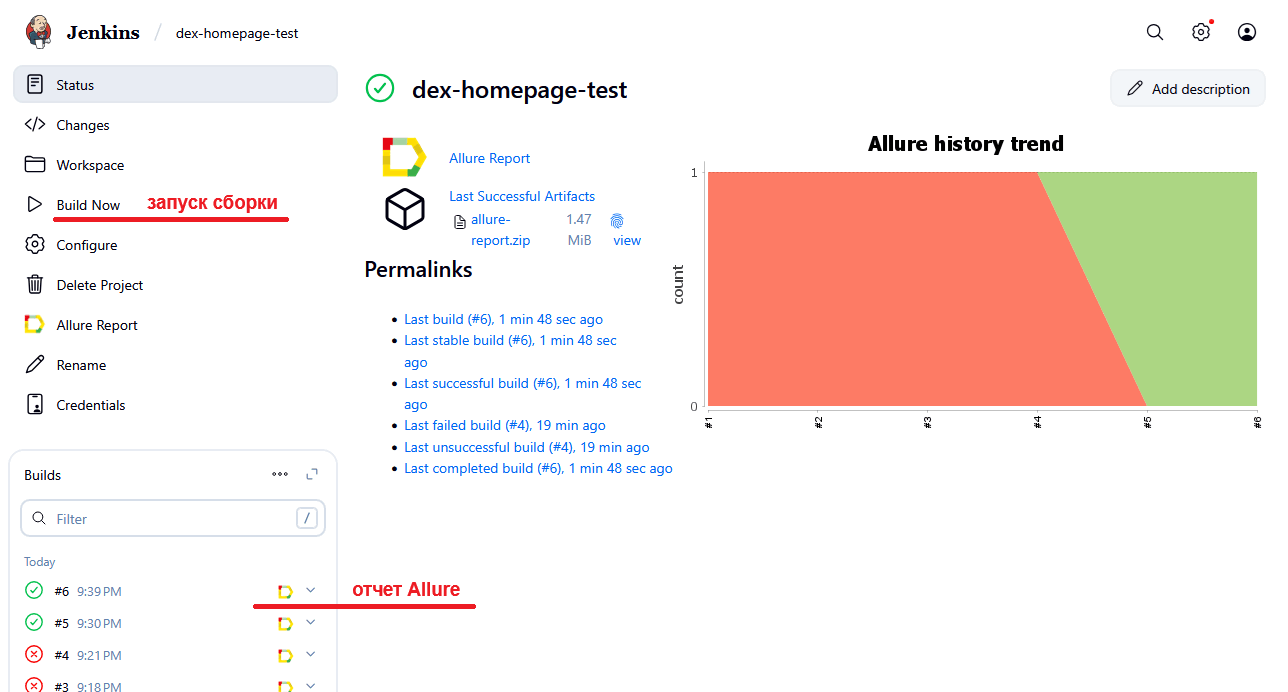 Jenkins / dex-homepage-test
Status
Changes
Workspace
Build Now запуск сборки
Configure
Delete Project
Allure Report
Rename
Credentials
Builds
Filter /
Today
#6 9:39 PM
отчет Allure
#5 9:30 PM
#4 9:21 PM
#3 9:18 PM
dex-homepage-test
Add description
Allure Report
Last Successful Artifacts
allure-report.zip 1.47 MiB view
Permalinks
Last build (#6), 1 min 48 sec ago
Last stable build (#6), 1 min 48 sec
ago
Last successful build (#6), 1 min 48 sec
ago
Last failed build (#4), 19 min ago
Last unsuccessful build (#4), 19 min ago
Last completed build (#6), 1 min 48 sec ago
Allure history trend
count
1
0
#1 #2 #3 #4 #5 #6